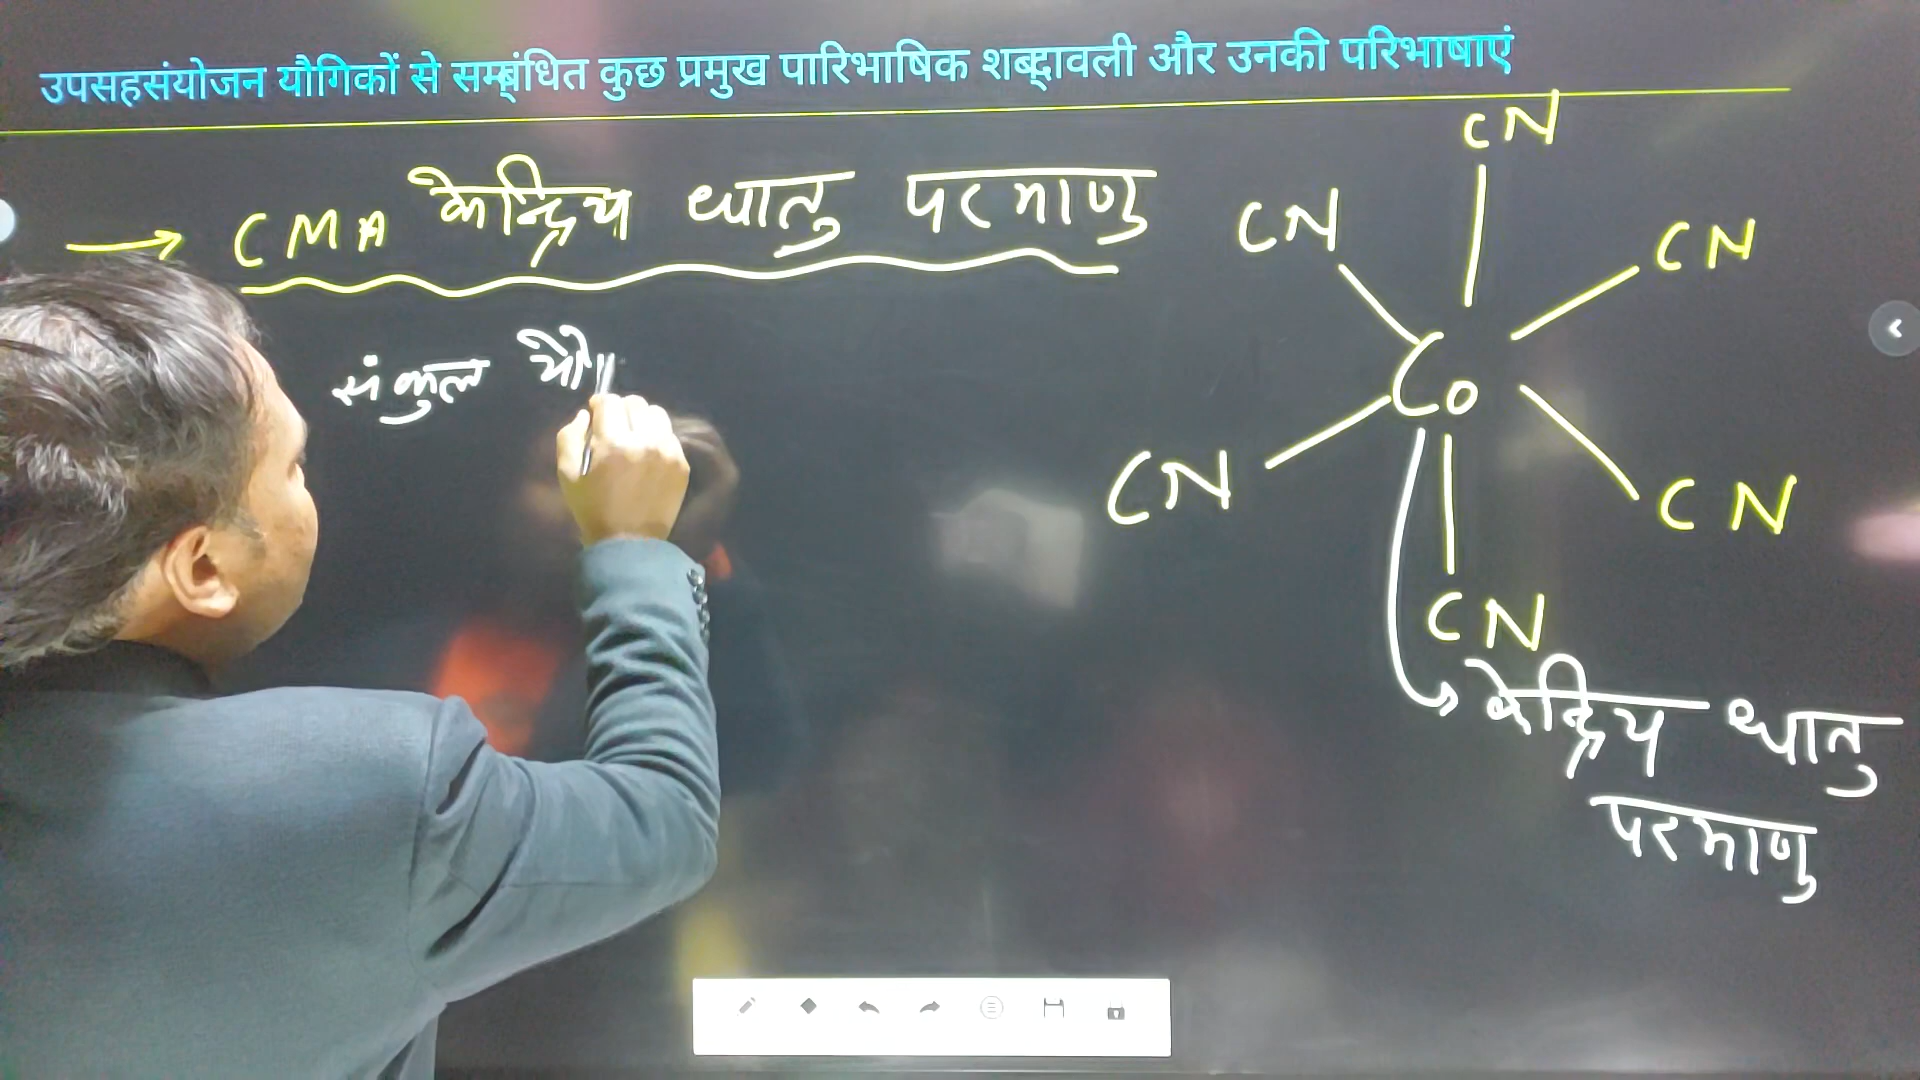 उपसहसंयोजन यौगिकों से सम्बंधित कुछ प्रमुख पारिभाषिक शब्दावली और उनकी परिभाषाएं
→ CMA केन्द्रिय धातु परमाणु
संकुल यौ
CN
CN
CN
Co
CN
CN
CN
केन्द्रिय धातु
परमाणु